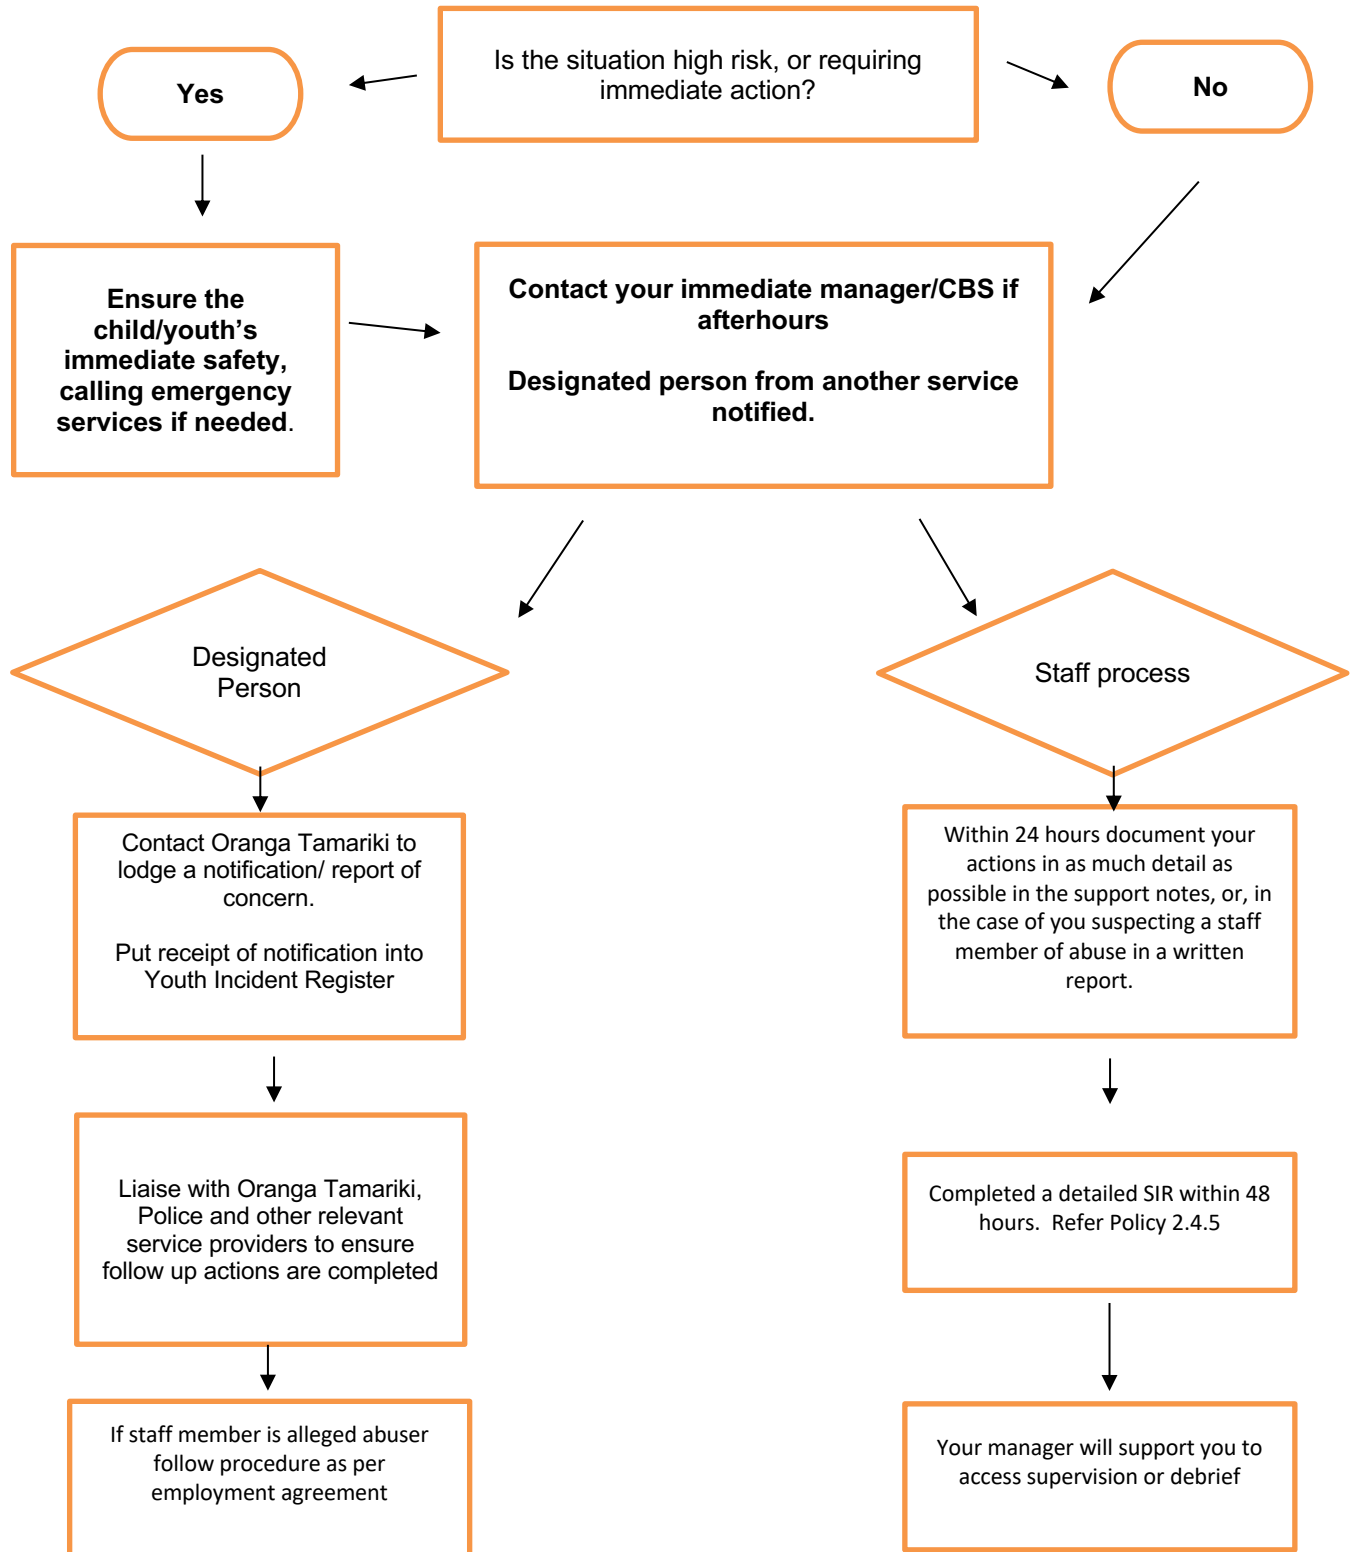 Is the situation high risk, or requiring
immediate action?
Yes
No
Ensure the
child/youth’s
immediate safety,
calling emergency
services if needed.
Contact your immediate manager/CBS if
afterhours
Designated person from another service
notified.
Designated
Person
Staff process
Contact Oranga Tamariki to
lodge a notification/ report of
concern.
Put receipt of notification into
Youth Incident Register
Within 24 hours document your
actions in as much detail as
possible in the support notes, or, in
the case of you suspecting a staff
member of abuse in a written
report.
Liaise with Oranga Tamariki,
Police and other relevant
service providers to ensure
follow up actions are completed
Completed a detailed SIR within 48
hours.  Refer Policy 2.4.5
If staff member is alleged abuser
follow procedure as per
employment agreement
Your manager will support you to
access supervision or debrief